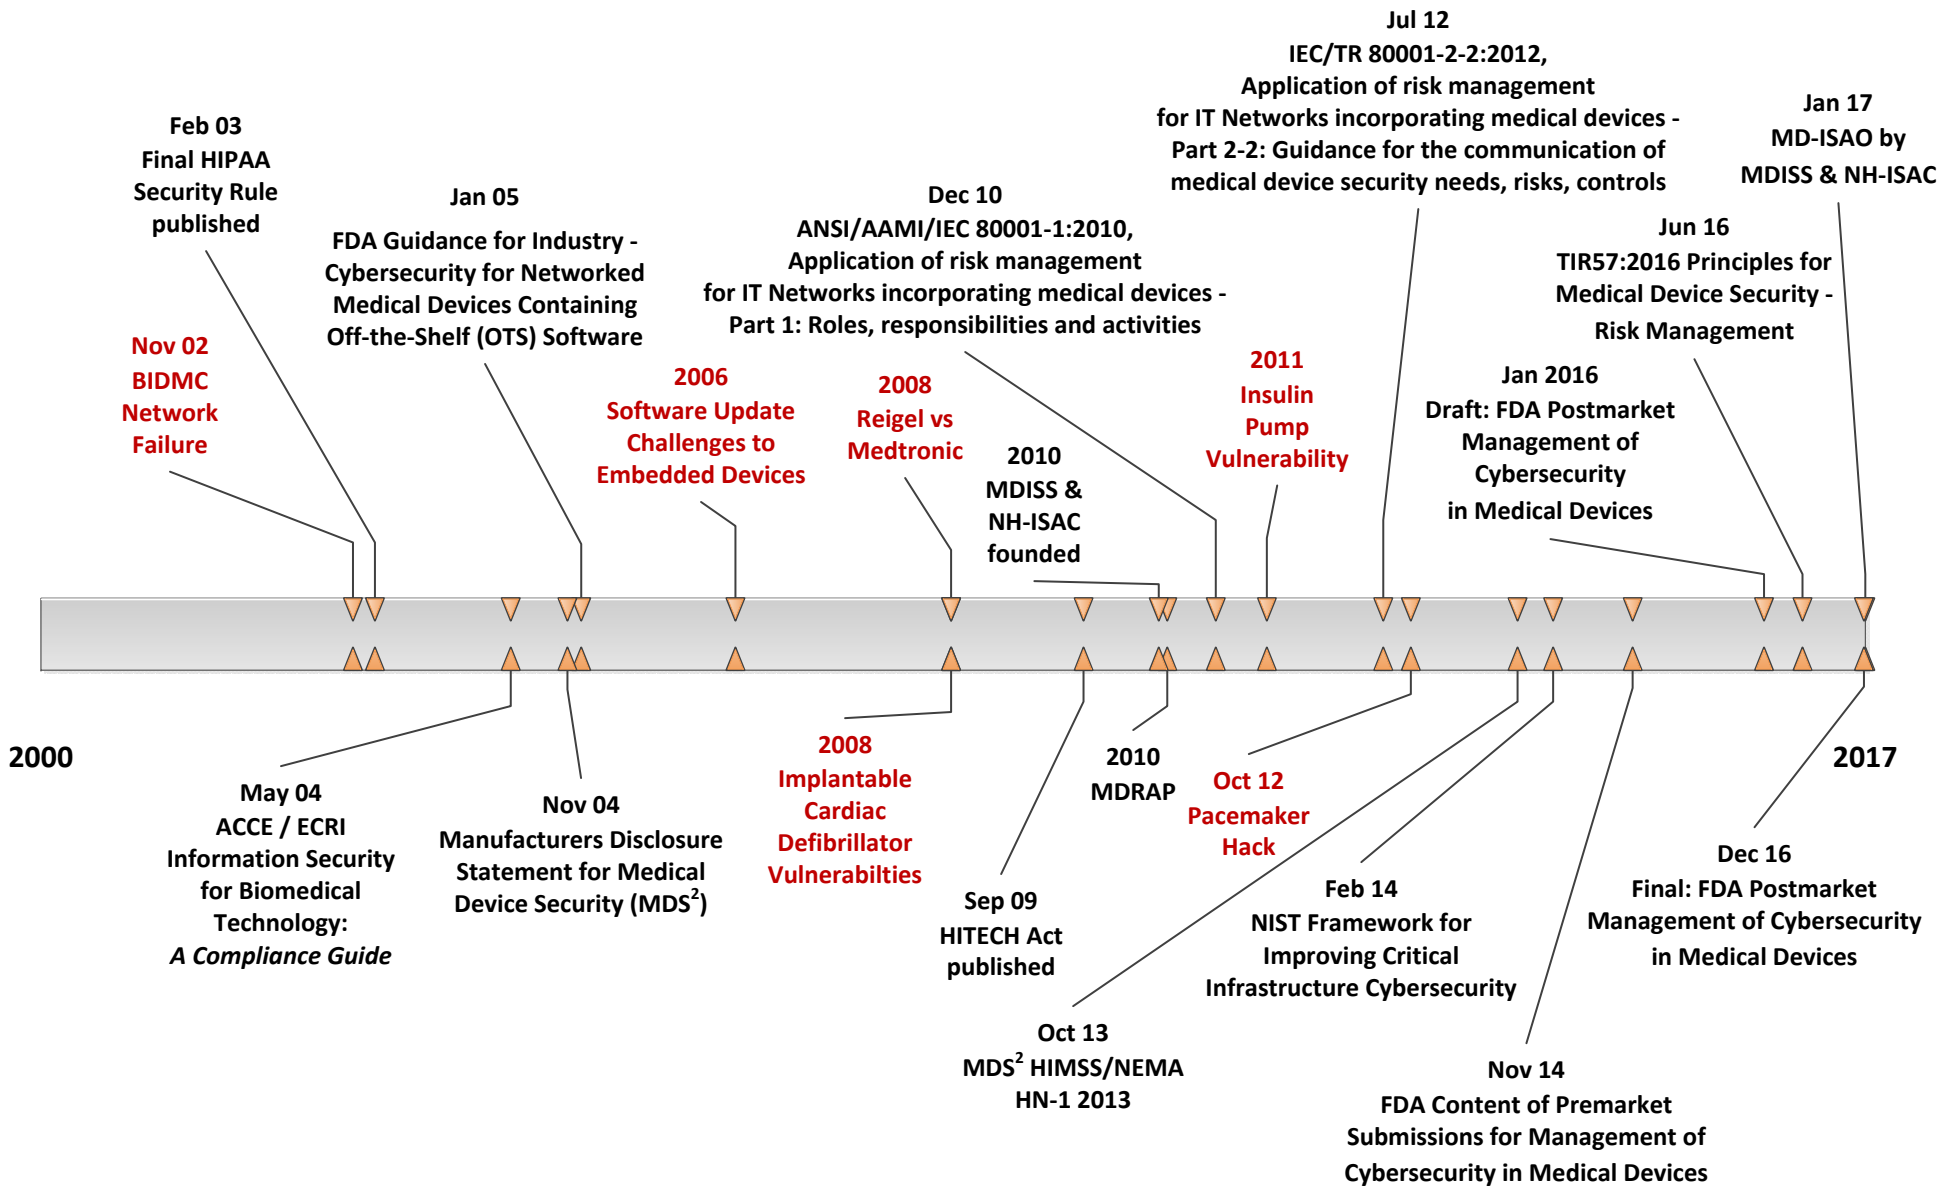 Feb 03
Final HIPAA
Security Rule
published
Nov 02
BIDMC
Network
Failure
Jan 05
FDA Guidance for Industry -
Cybersecurity for Networked
Medical Devices Containing
Off-the-Shelf (OTS) Software
2006
Software Update
Challenges to
Embedded Devices
2008
Reigel vs
Medtronic
Dec 10
ANSI/AAMI/IEC 80001-1:2010,
Application of risk management
for IT Networks incorporating medical devices -
Part 1: Roles, responsibilities and activities
2010
MDISS &
NH-ISAC
founded
2011
Insulin
Pump
Vulnerability
Jul 12
IEC/TR 80001-2-2:2012,
Application of risk management
for IT Networks incorporating medical devices -
Part 2-2: Guidance for the communication of
medical device security needs, risks, controls
Jan 2016
Draft: FDA Postmarket
Management of
Cybersecurity
in Medical Devices
Jun 16
TIR57:2016 Principles for
Medical Device Security -
Risk Management
Jan 17
MD-ISAO by
MDISS & NH-ISAC
2000
2017
May 04
ACCE / ECRI
Information Security
for Biomedical
Technology:
A Compliance Guide
Nov 04
Manufacturers Disclosure
Statement for Medical
Device Security (MDS²)
2008
Implantable
Cardiac
Defibrillator
Vulnerabilties
Sep 09
HITECH Act
published
2010
MDRAP
Oct 12
Pacemaker
Hack
Oct 13
MDS² HIMSS/NEMA
HN-1 2013
Feb 14
NIST Framework for
Improving Critical
Infrastructure Cybersecurity
Nov 14
FDA Content of Premarket
Submissions for Management of
Cybersecurity in Medical Devices
Dec 16
Final: FDA Postmarket
Management of Cybersecurity
in Medical Devices